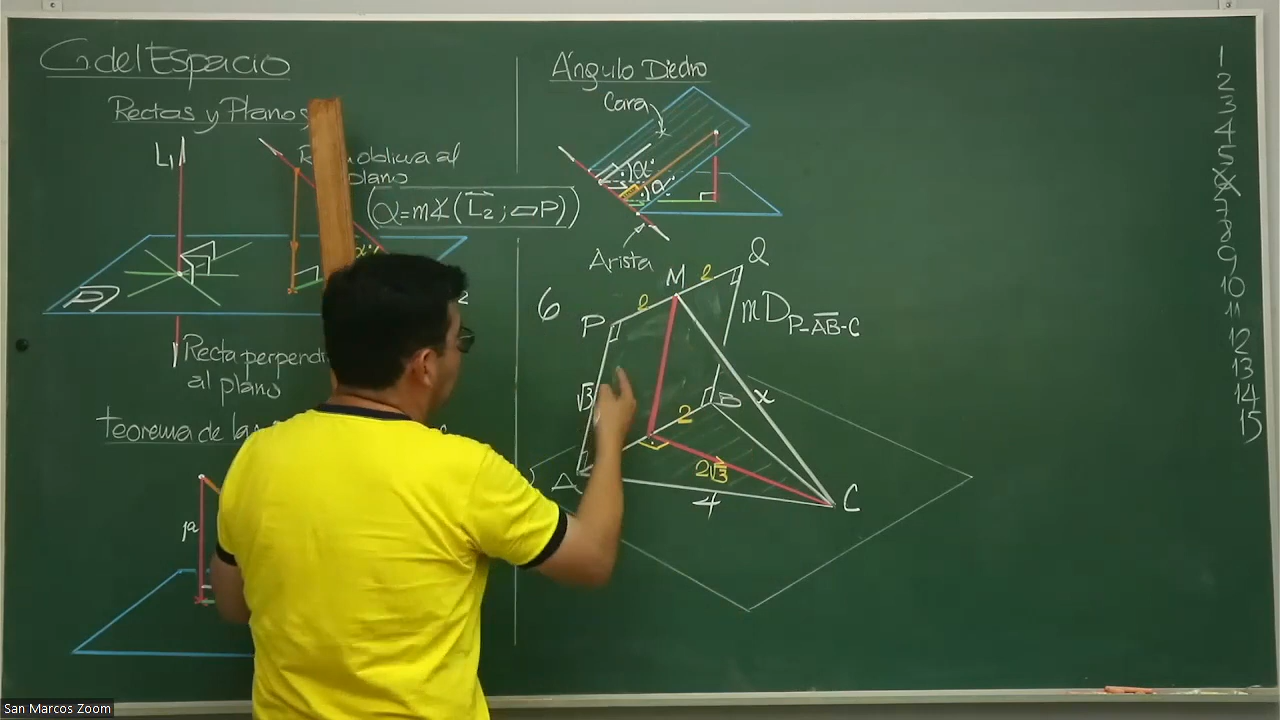 G del Espacio
Rectas y Planos
L1
oblicua al
plano
α=m∡(L2; ▱P)
P
α°
2
Recta perpend
al plano
Teorema de la
a
Ángulo Diedro
Cara
α°
α°
Arista
6
P
ℓ
M
ℓ
Q
mD P-AB-C
√3
2
B
x
A
2√3
4
C
1
2
3
4
5
6
7
8
9
10
11
12
13
14
15
San Marcos Zoom